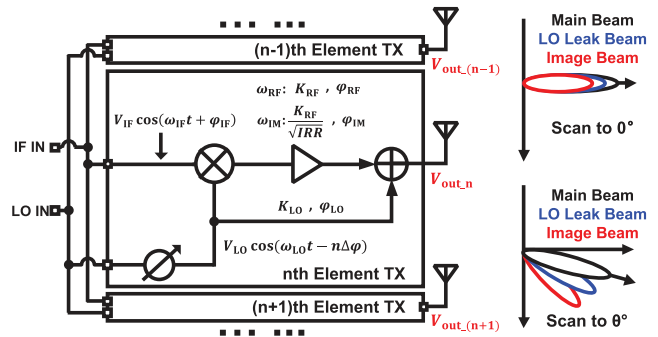 (n-1)th Element TX
V_out_(n−1)
ω_RF: K_RF , φ_RF
ω_IM: K_RF/√IRR , φ_IM
V_IF cos(ω_IF t + φ_IF)
IF IN
LO IN
V_out_n
K_LO , φ_LO
V_LO cos(ω_LO t − nΔφ)
nth Element TX
(n+1)th Element TX
V_out_(n+1)
Main Beam
LO Leak Beam
Image Beam
Scan to 0°
Main Beam
LO Leak Beam
Image Beam
Scan to θ°